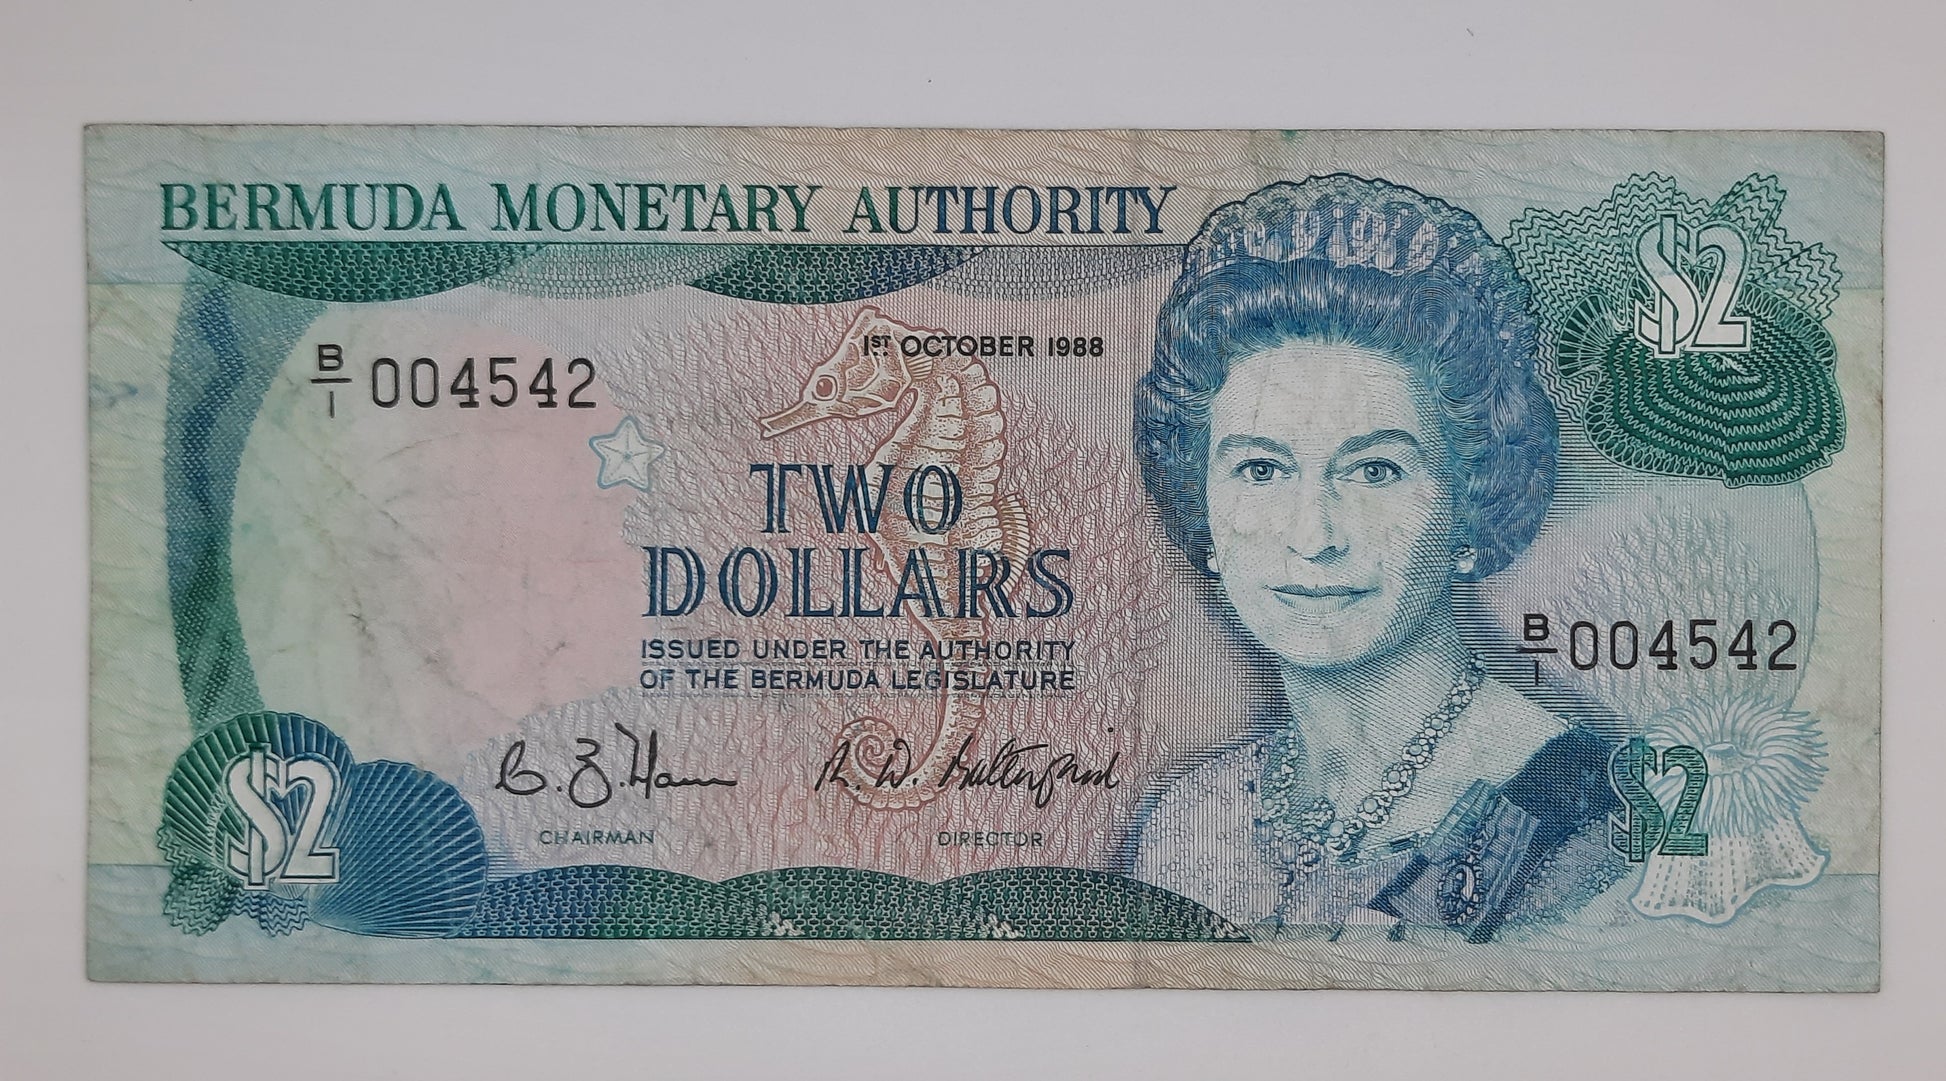 BERMUDA MONETARY AUTHORITY
$2
1ST OCTOBER 1988
B/1 004542
TWO
DOLLARS
ISSUED UNDER THE AUTHORITY
OF THE BERMUDA LEGISLATURE
B/1 004542
CHAIRMAN
DIRECTOR
$2
$2